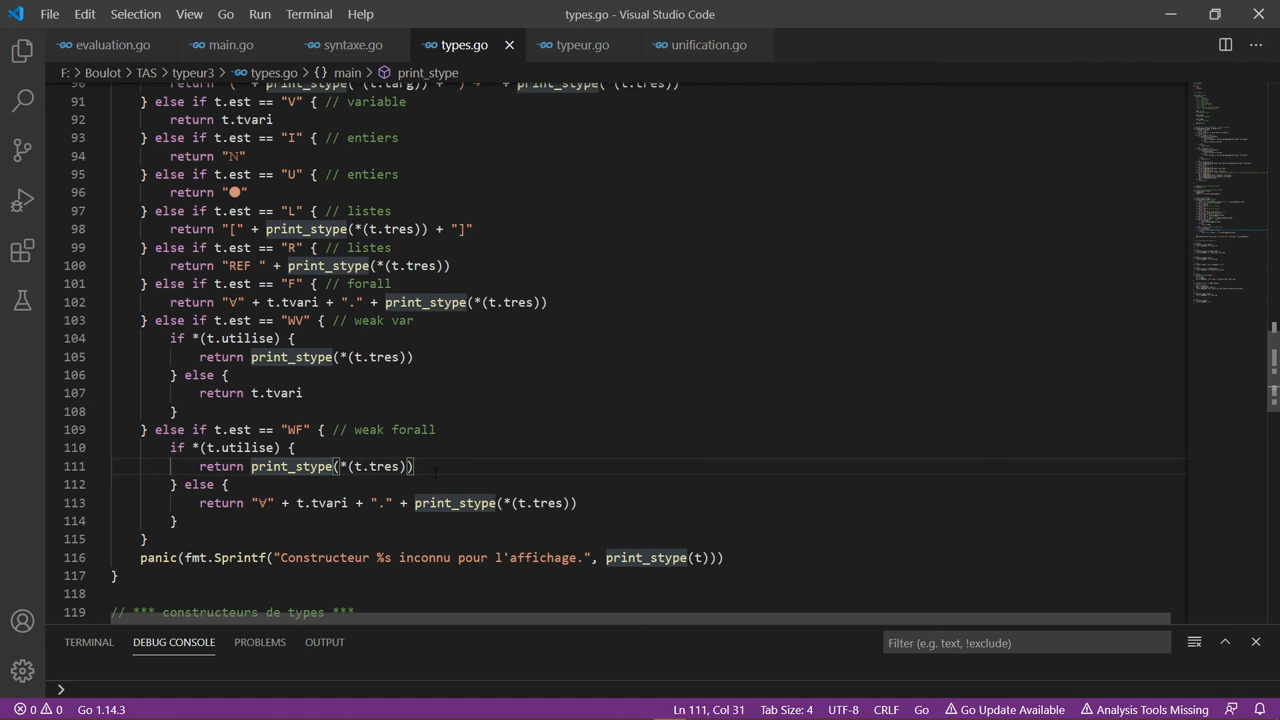 File Edit Selection View Go Run Terminal Help types.go - Visual Studio Code
evaluation.go main.go syntaxe.go types.go typeur.go unification.go
F: > Boulot > TAS > typeur3 > types.go > {} main > print_stype
91 } else if t.est == "V" { // variable
92 return t.tvari
93 } else if t.est == "I" { // entiers
94 return "N"
95 } else if t.est == "U" { // entiers
96 return "●"
97 } else if t.est == "L" { // listes
98 return "[" + print_stype(*(t.tres)) + "]"
99 } else if t.est == "R" { // listes
100 return "REF " + print_stype(*(t.tres))
101 } else if t.est == "F" { // forall
102 return "∀" + t.tvari + "." + print_stype(*(t.tres))
103 } else if t.est == "WV" { // weak var
104 if *(t.utilise) {
105 return print_stype(*(t.tres))
106 } else {
107 return t.tvari
108 }
109 } else if t.est == "WF" { // weak forall
110 if *(t.utilise) {
111 return print_stype(*(t.tres))
112 } else {
113 return "∀" + t.tvari + "." + print_stype(*(t.tres))
114 }
115 }
116 panic(fmt.Sprintf("Constructeur %s inconnu pour l'affichage.", print_stype(t)))
117 }
118
119 // *** constructeurs de types ***
TERMINAL DEBUG CONSOLE PROBLEMS OUTPUT Filter (e.g. text, !exclude)
0 0 Go 1.14.3 Ln 111, Col 31 Tab Size: 4 UTF-8 CRLF Go Go Update Available Analysis Tools Missing